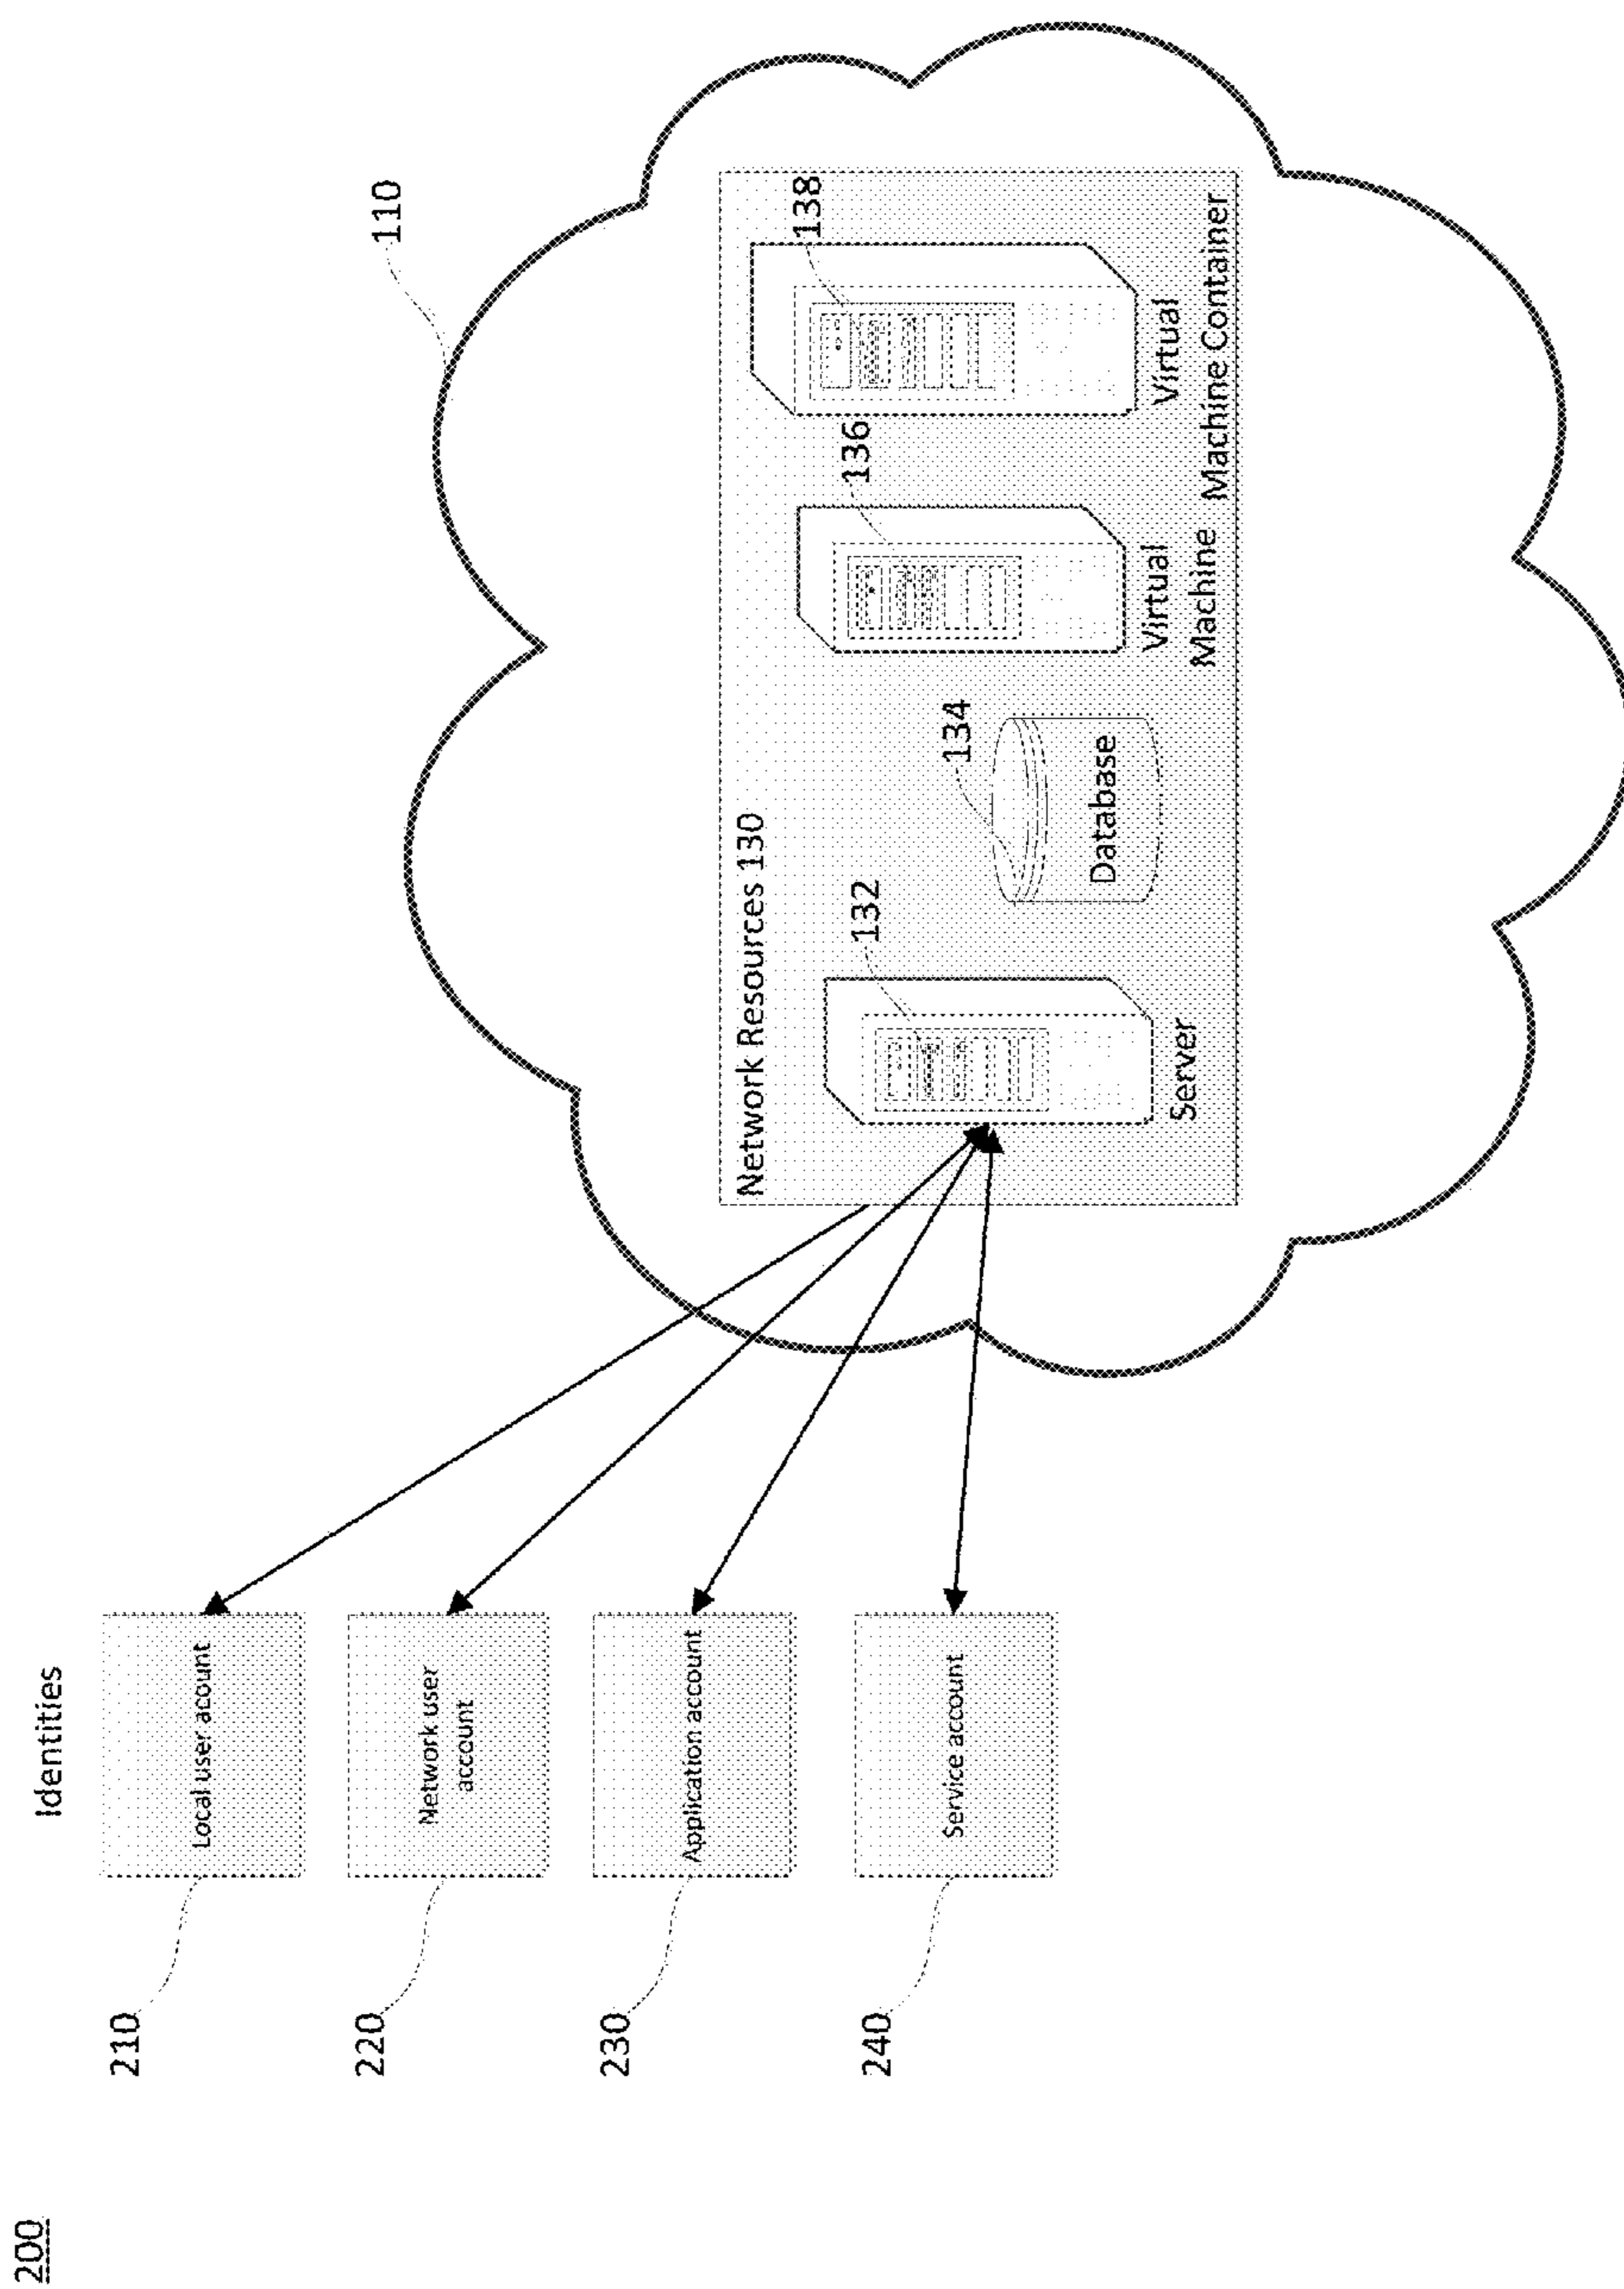 200
Identities
210
Local user acount
220
Network user
account
230
Application account
240
Service account
110
Network Resources 130
132
Server
134
Database
136
Virtual
Machine
138
Virtual
Machine Container